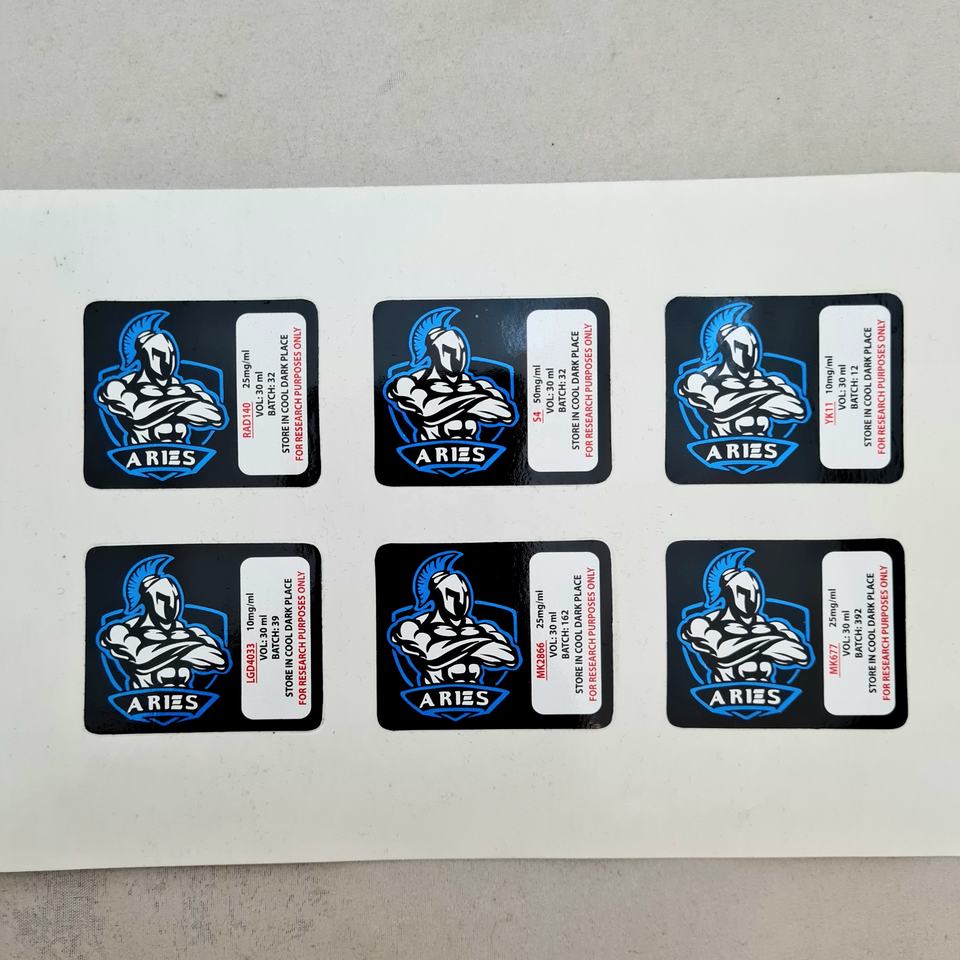 ARIES
RAD140 25mg/ml
VOL: 30 ml
BATCH: 32
STORE IN COOL DARK PLACE
FOR RESEARCH PURPOSES ONLY
ARIES
S4 50mg/ml
VOL: 30 ml
BATCH: 32
STORE IN COOL DARK PLACE
FOR RESEARCH PURPOSES ONLY
ARIES
YK11 10mg/ml
VOL: 30 ml
BATCH: 12
STORE IN COOL DARK PLACE
FOR RESEARCH PURPOSES ONLY
ARIES
LGD4033 10mg/ml
VOL: 30 ml
BATCH: 39
STORE IN COOL DARK PLACE
FOR RESEARCH PURPOSES ONLY
ARIES
MK2866 25mg/ml
VOL: 30 ml
BATCH: 162
STORE IN COOL DARK PLACE
FOR RESEARCH PURPOSES ONLY
ARIES
MK677 25mg/ml
VOL: 30 ml
BATCH: 392
STORE IN COOL DARK PLACE
FOR RESEARCH PURPOSES ONLY